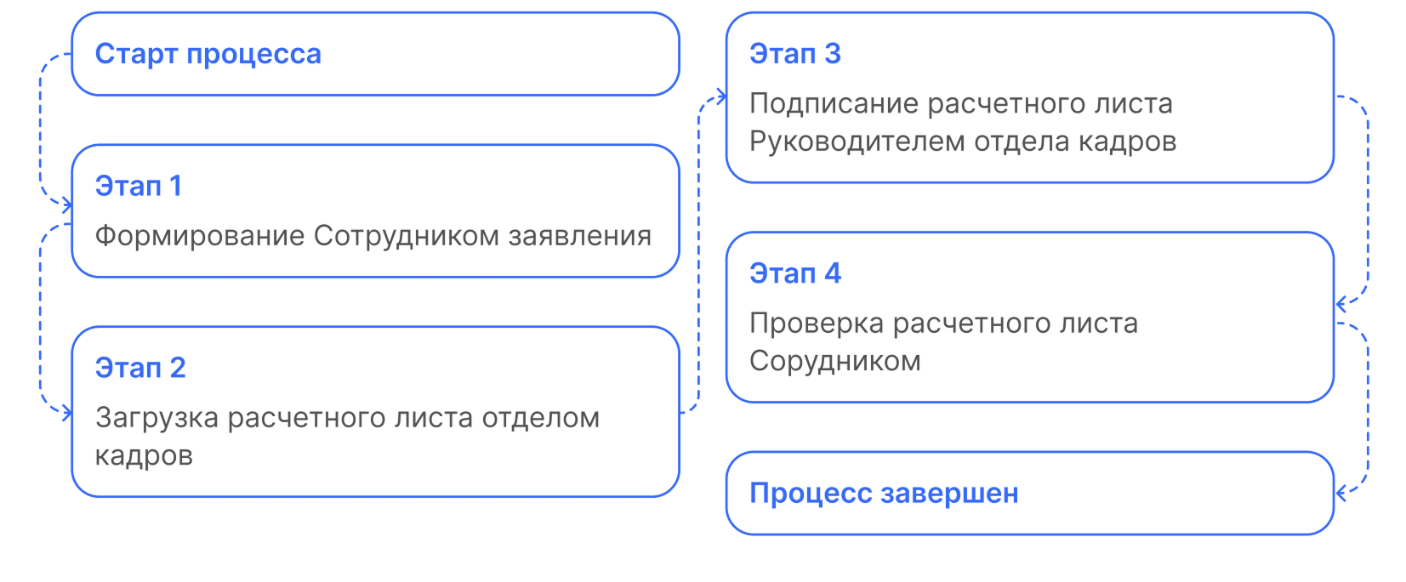 Старт процесса
Этап 1
Формирование Сотрудником заявления
Этап 2
Загрузка расчетного листа отделом
кадров
Этап 3
Подписание расчетного листа
Руководителем отдела кадров
Этап 4
Проверка расчетного листа
Сорудником
Процесс завершен